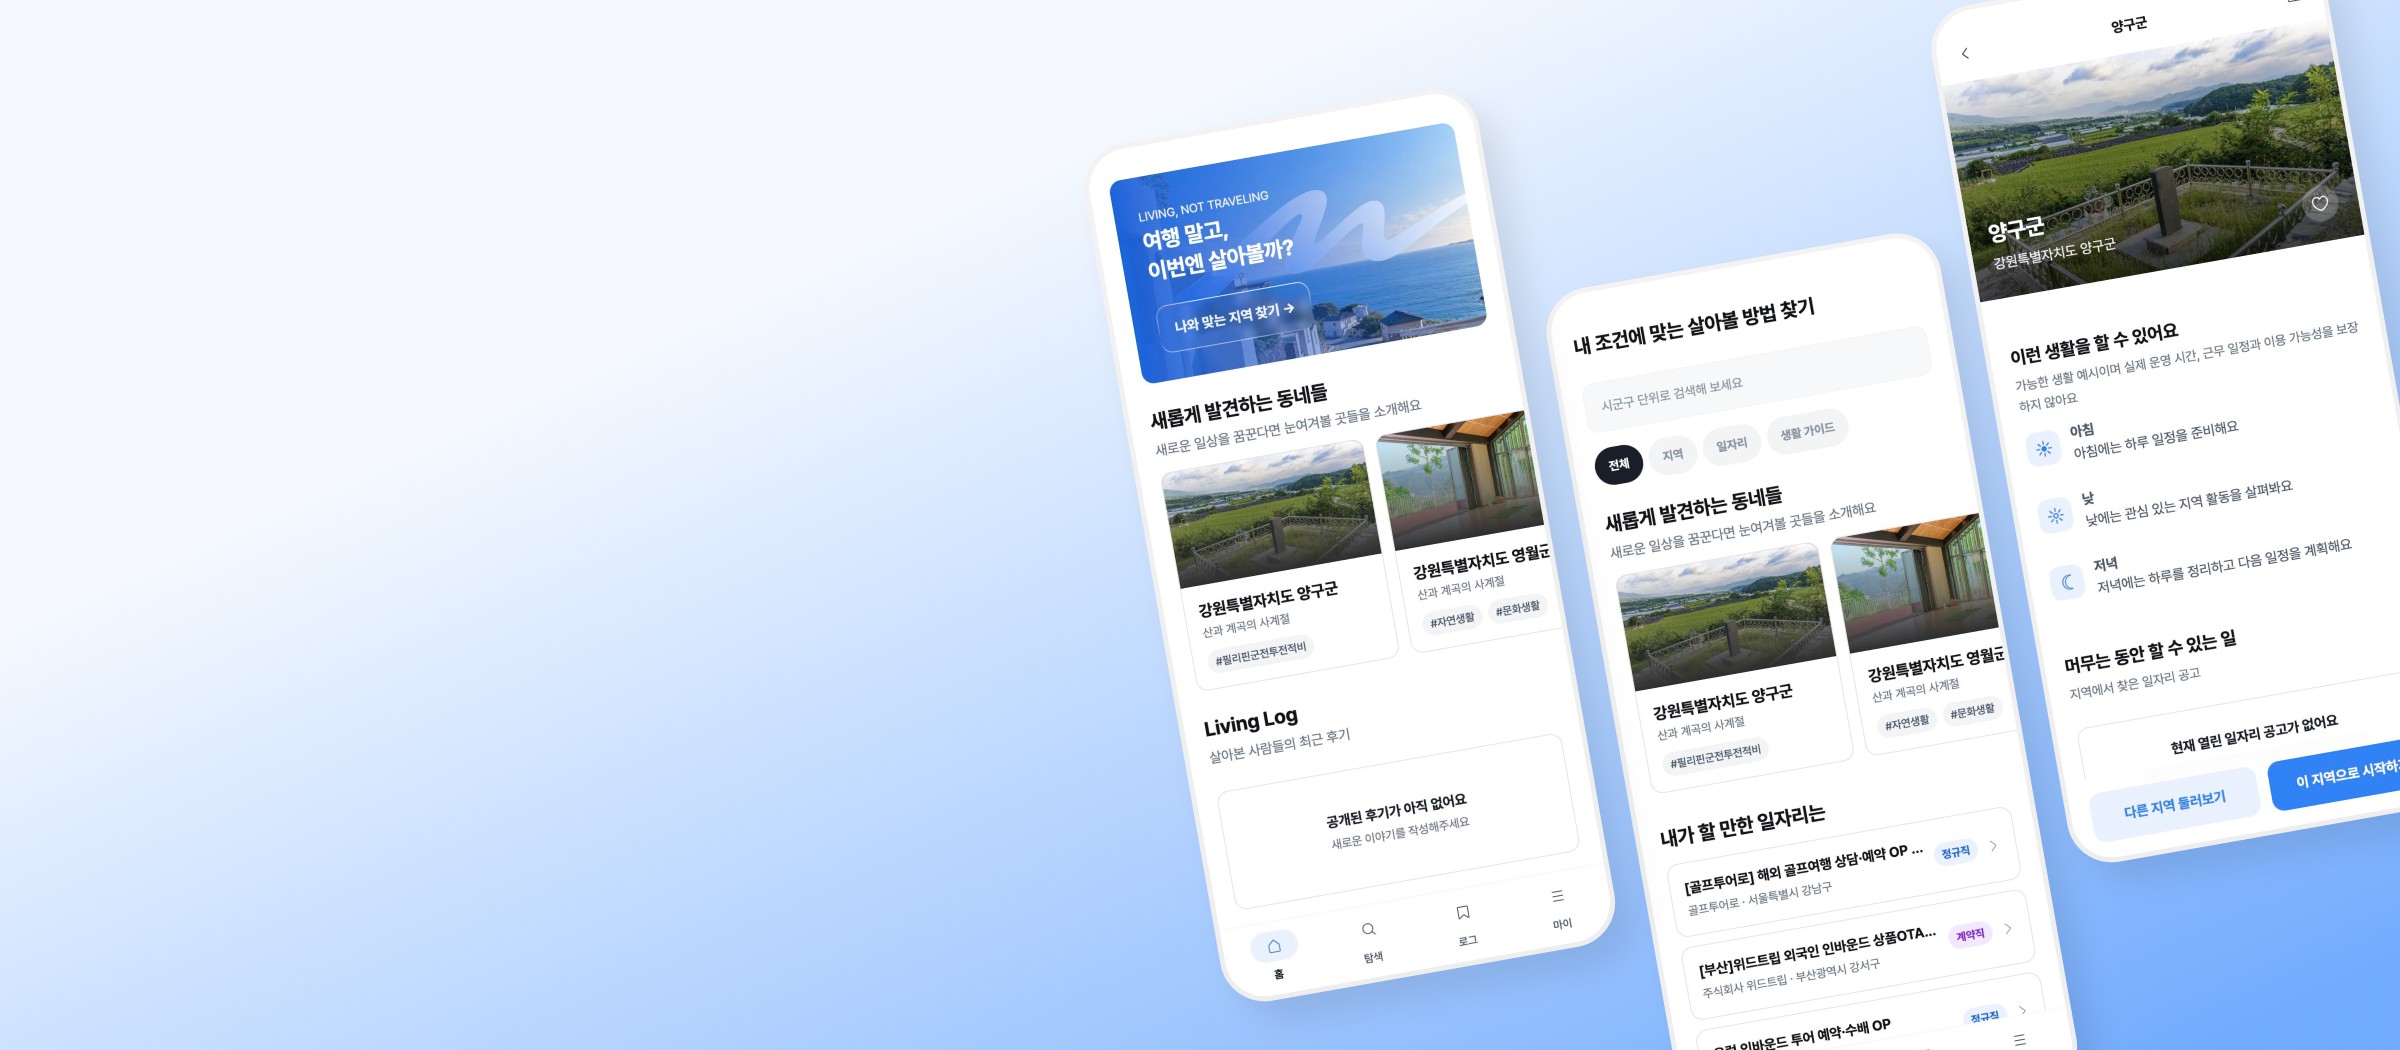 LIVING, NOT TRAVELING
여행 말고,
이번엔 살아볼까?
나와 맞는 지역 찾기 →
새롭게 발견하는 동네들
새로운 일상을 꿈꾼다면 눈여겨볼 곳들을 소개해요
강원특별자치도 양구군
산과 계곡의 사계절
#필리핀군전투전적비
강원특별자치도 영월군
산과 계곡의 사계절
#자연생활 #문화생활
Living Log
살아본 사람들의 최근 후기
공개된 후기가 아직 없어요
새로운 이야기를 작성해주세요
홈
탐색
로그
마이
내 조건에 맞는 살아볼 방법 찾기
시군구 단위로 검색해 보세요
전체 지역 일자리 생활 가이드
새롭게 발견하는 동네들
새로운 일상을 꿈꾼다면 눈여겨볼 곳들을 소개해요
강원특별자치도 양구군
산과 계곡의 사계절
#필리핀군전투전적비
강원특별자치도 영월군
산과 계곡의 사계절
#자연생활 #문화생활
내가 할 만한 일자리는
[골프투어로] 해외 골프여행 상담·예약 OP ...
정규직
골프투어로 · 서울특별시 강남구
[부산]위드트립 외국인 인바운드 상품OTA...
계약직
주식회사 위드트립 · 부산광역시 강서구
인바운드 투어 예약·수배 OP
정규직
양구군
양구군
강원특별자치도 양구군
이런 생활을 할 수 있어요
가능한 생활 예시이며 실제 운영 시간, 근무 일정과 이용 가능성을 보장
하지 않아요
아침
아침에는 하루 일정을 준비해요
낮
낮에는 관심 있는 지역 활동을 살펴봐요
저녁
저녁에는 하루를 정리하고 다음 일정을 계획해요
머무는 동안 할 수 있는 일
지역에서 찾은 일자리 공고
현재 열린 일자리 공고가 없어요
다른 지역 둘러보기
이 지역으로 시작하